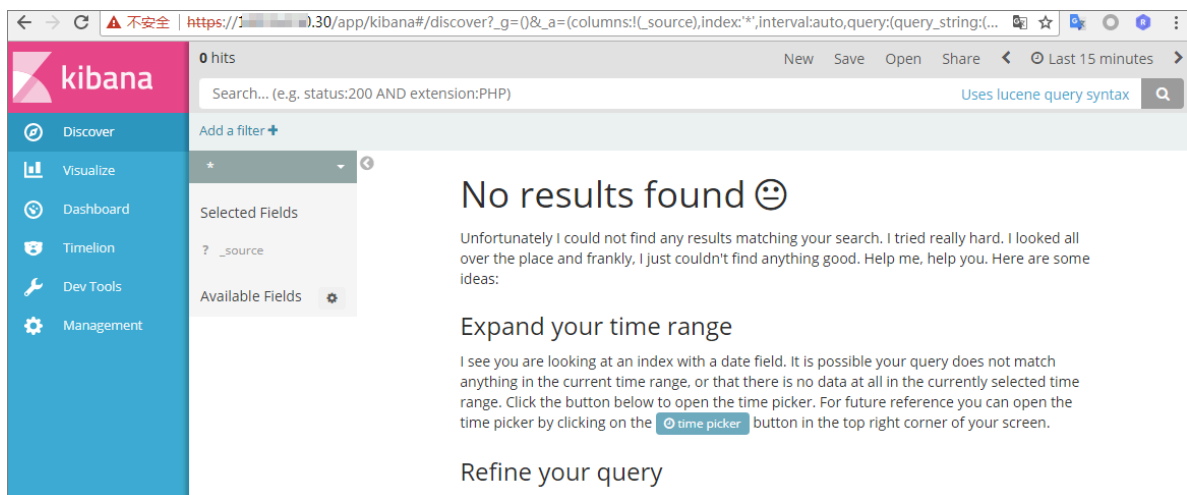 不安全 https://1 0.30/app/kibana#/discover?_g=()&_a=(columns:!(_source),index:'*',interval:auto,query:(query_string:(...
kibana
0 hits New Save Open Share Last 15 minutes
Search... (e.g. status:200 AND extension:PHP) Uses lucene query syntax
Add a filter +
Discover
Visualize
Dashboard
Timelion
Dev Tools
Management
*
Selected Fields
? _source
Available Fields
No results found
Unfortunately I could not find any results matching your search. I tried really hard. I looked all
over the place and frankly, I just couldn't find anything good. Help me, help you. Here are some
ideas:
Expand your time range
I see you are looking at an index with a date field. It is possible your query does not match
anything in the current time range, or that there is no data at all in the currently selected time
range. Click the button below to open the time picker. For future reference you can open the
time picker by clicking on the time picker button in the top right corner of your screen.
Refine your query